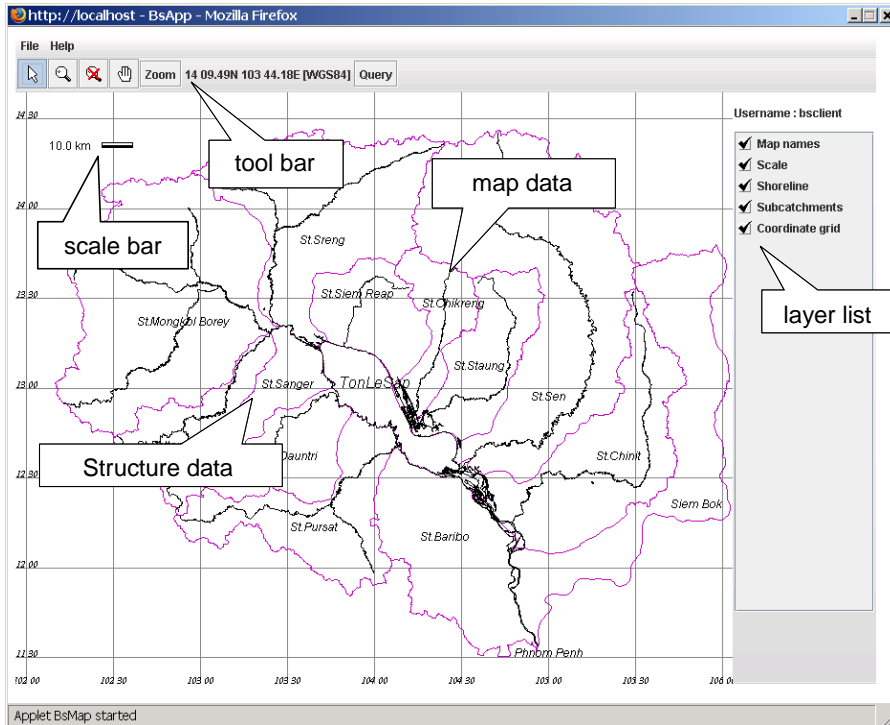 http://localhost - BsApp - Mozilla Firefox
File Help
Zoom 14 09.49N 103 44.18E [WGS84] Query
Username : bsclient
Map names
Scale
Shoreline
Subcatchments
Coordinate grid
layer list
14 30
10.0 km
tool bar
map data
scale bar
14 00
St.Sreng
13 30
St.Siem Reap
St.Chikreng
St.Mongkol Borey
St.Staung
13 00
St.Sanger
TonLeSap
St.Sen
Structure data
Dauntri
St.Chinit
12 30
Siem Bok
St.Pursat
St.Baribo
12 00
11 30
Phnom Penh
102 00 102 30 103 00 103 30 104 00 104 30 105 00 105 30 106 00
Applet BsMap started